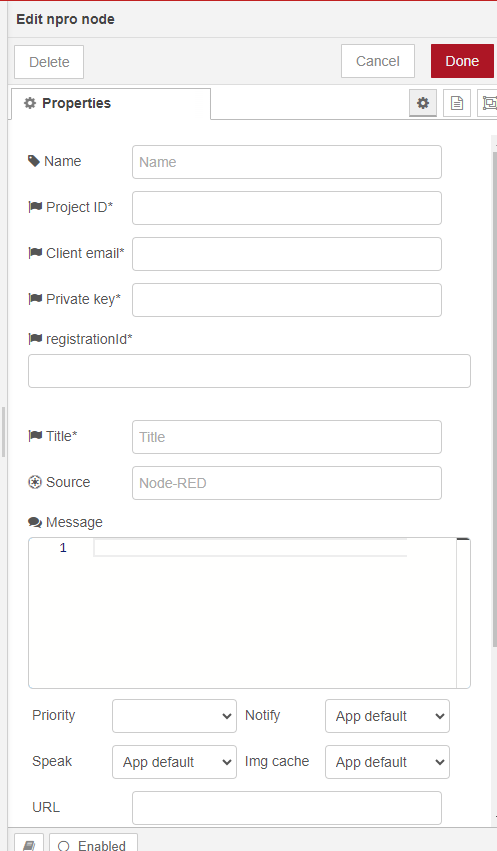 Edit npro node
Delete Cancel Done
Properties
Name Name
Project ID*
Client email*
Private key*
registrationId*
Title* Title
Source Node-RED
Message
1
Priority Notify App default
Speak App default Img cache App default
URL
Enabled